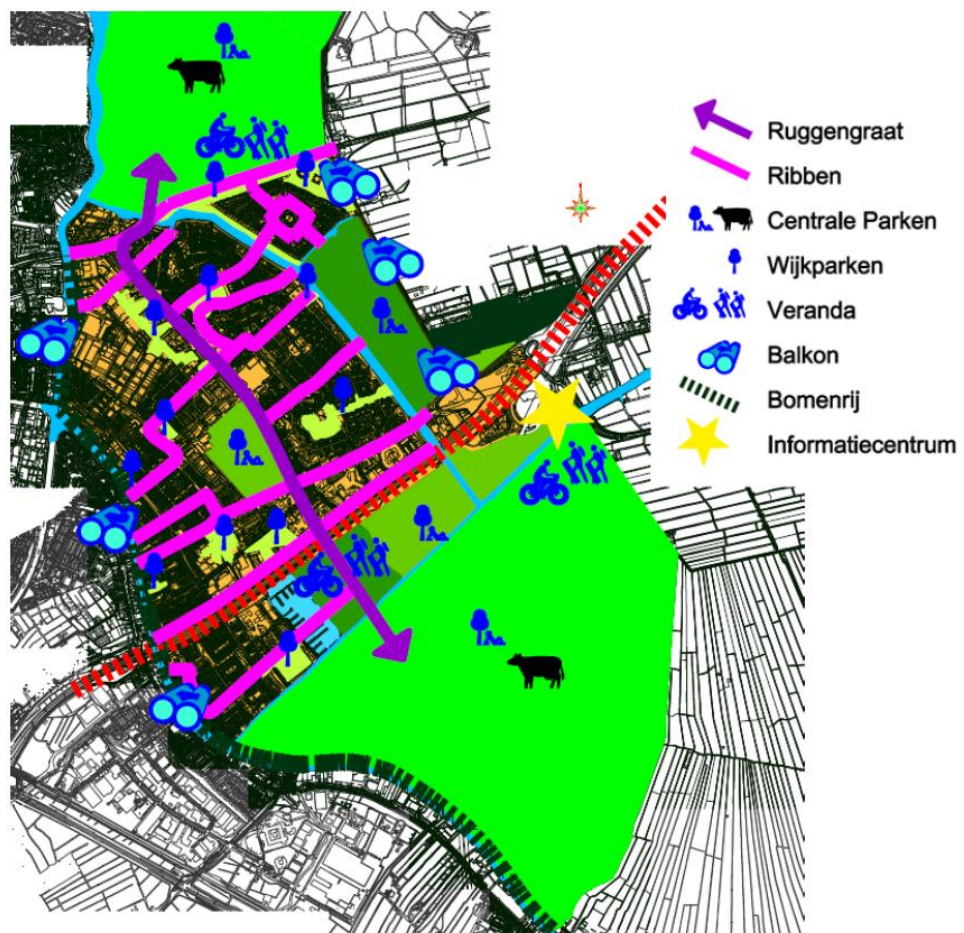 Ruggengraat
Ribben
Centrale Parken
Wijkparken
Veranda
Balkon
Bomenrij
Informatiecentrum